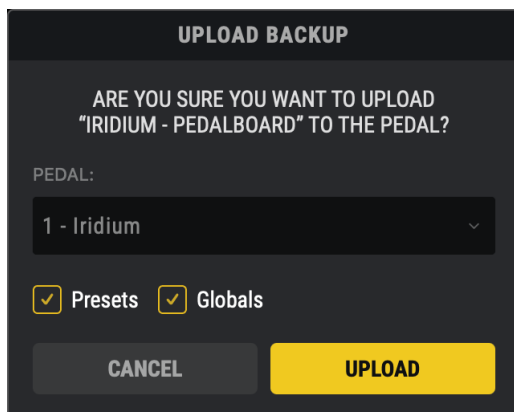 UPLOAD BACKUP
ARE YOU SURE YOU WANT TO UPLOAD
“IRIDIUM - PEDALBOARD” TO THE PEDAL?
PEDAL:
1 - Iridium
Presets Globals
CANCEL UPLOAD